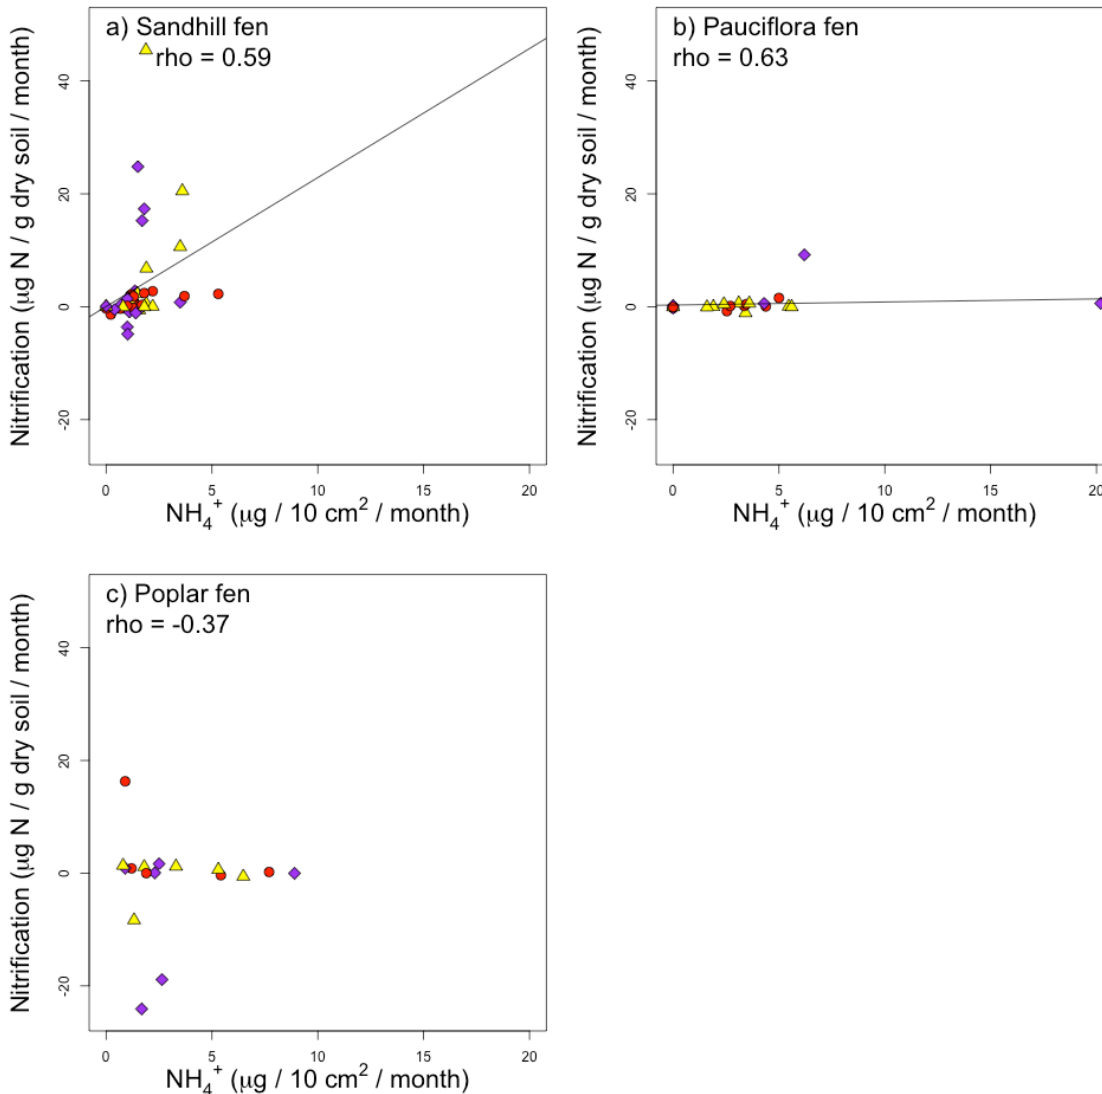 a) Sandhill fen
rho = 0.59
Nitrification (μg N / g dry soil / month)
40
20
0
-20
0 5 10 15 20
NH₄⁺ (μg / 10 cm² / month)
b) Pauciflora fen
rho = 0.63
Nitrification (μg N / g dry soil / month)
40
20
0
-20
0 5 10 15 20
NH₄⁺ (μg / 10 cm² / month)
c) Poplar fen
rho = -0.37
Nitrification (μg N / g dry soil / month)
40
20
0
-20
0 5 10 15 20
NH₄⁺ (μg / 10 cm² / month)